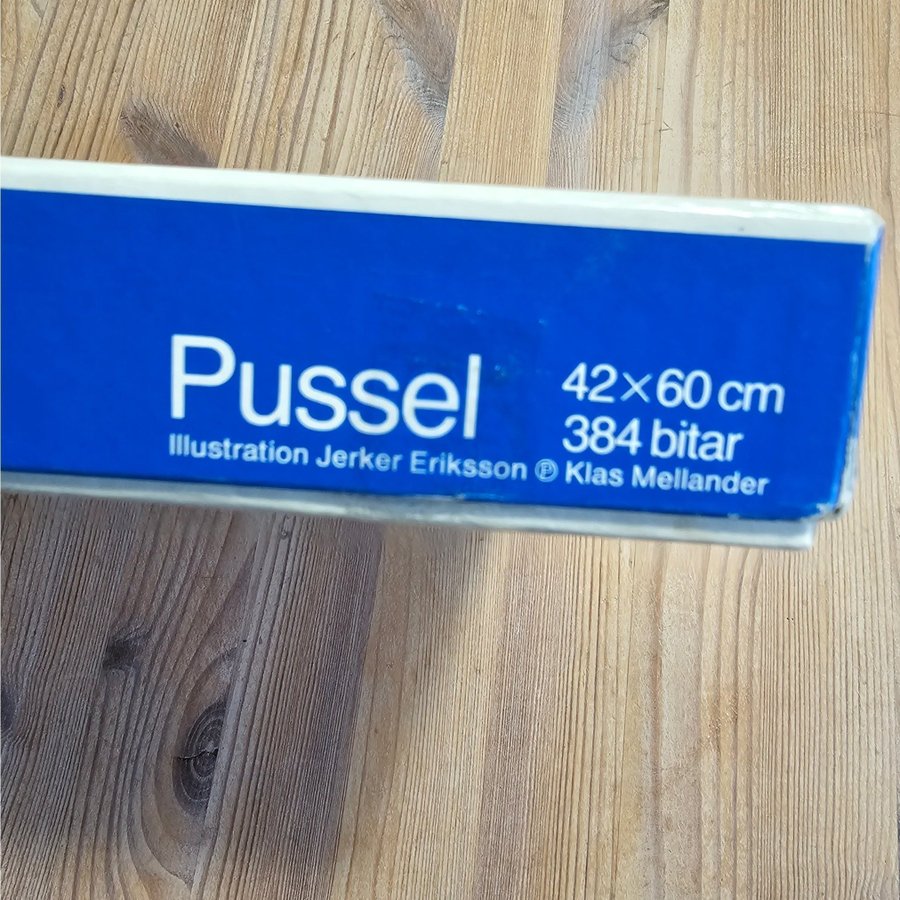 Pussel
42×60 cm
384 bitar
Illustration Jerker Eriksson ℗ Klas Mellander